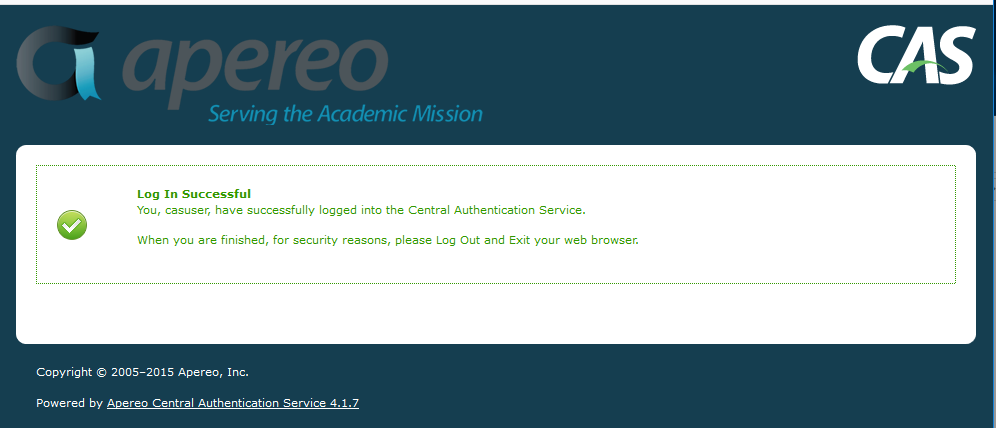 apereo
Serving the Academic Mission
CAS
Log In Successful
You, casuser, have successfully logged into the Central Authentication Service.
When you are finished, for security reasons, please Log Out and Exit your web browser.
Copyright © 2005–2015 Apereo, Inc.
Powered by Apereo Central Authentication Service 4.1.7